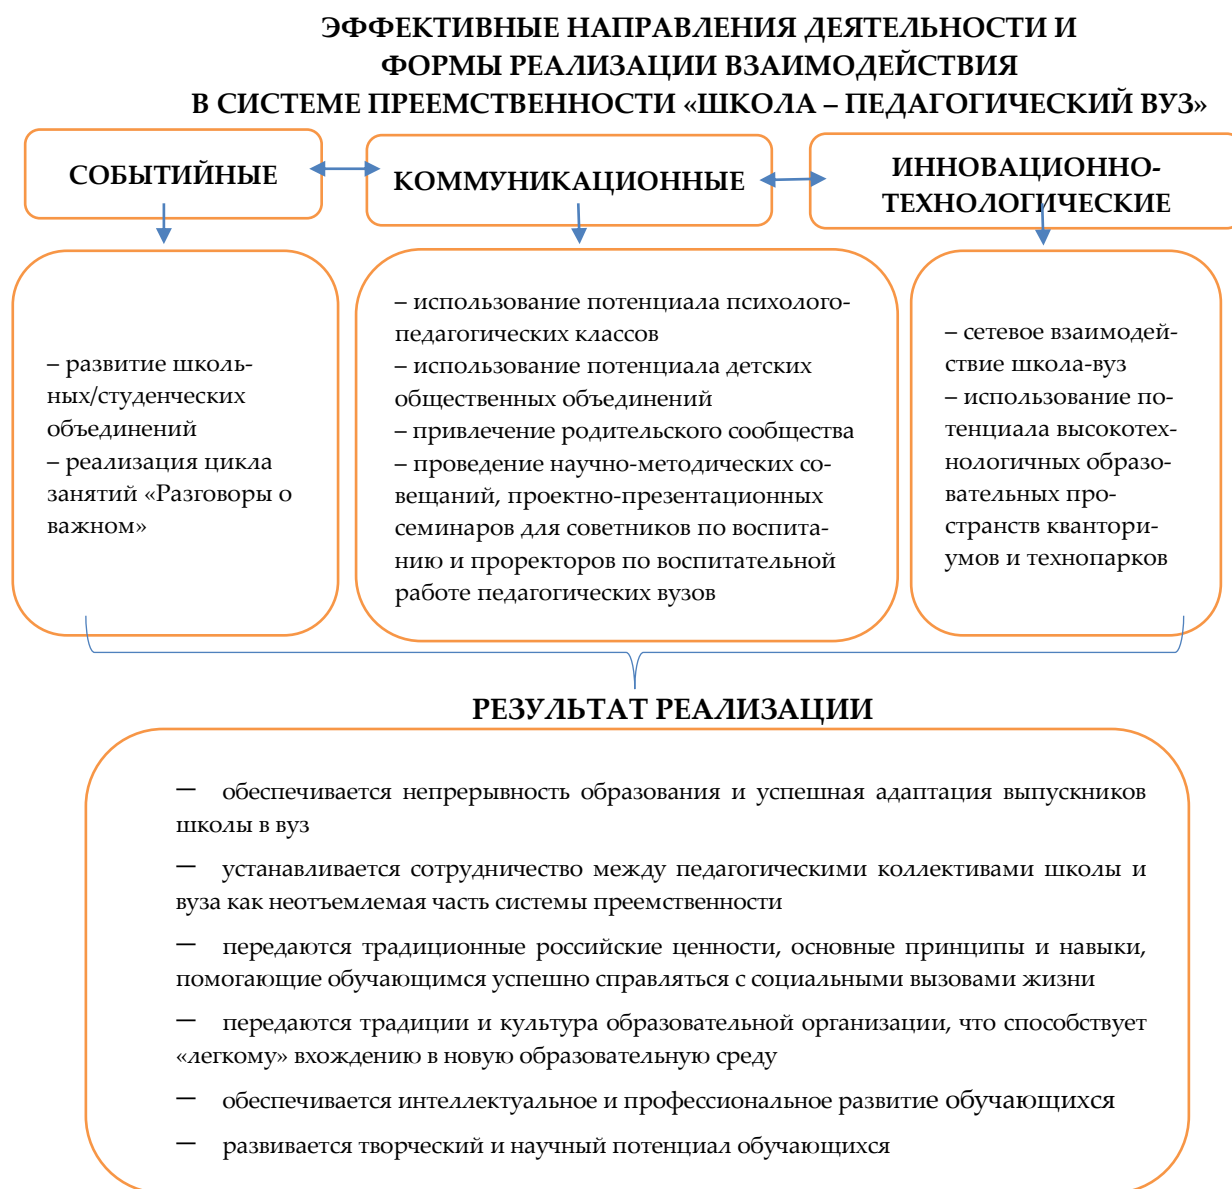 ЭФФЕКТИВНЫЕ НАПРАВЛЕНИЯ ДЕЯТЕЛЬНОСТИ И
ФОРМЫ РЕАЛИЗАЦИИ ВЗАИМОДЕЙСТВИЯ
В СИСТЕМЕ ПРЕЕМСТВЕННОСТИ «ШКОЛА – ПЕДАГОГИЧЕСКИЙ ВУЗ»
СОБЫТИЙНЫЕ
КОММУНИКАЦИОННЫЕ
ИННОВАЦИОННО-
ТЕХНОЛОГИЧЕСКИЕ
– развитие школь-
ных/студенческих
объединений
– реализация цикла
занятий «Разговоры о
важном»
– использование потенциала психолого-
педагогических классов
– использование потенциала детских
общественных объединений
– привлечение родительского сообщества
– проведение научно-методических со-
вещаний, проектно-презентационных
семинаров для советников по воспита-
нию и проректоров по воспитательной
работе педагогических вузов
– сетевое взаимодей-
ствие школа-вуз
– использование по-
тенциала высокотех-
нологичных образо-
вательных про-
странств кванториу-
мов и технопарков
РЕЗУЛЬТАТ РЕАЛИЗАЦИИ
— обеспечивается непрерывность образования и успешная адаптация выпускников
школы в вуз
— устанавливается сотрудничество между педагогическими коллективами школы и
вуза как неотъемлемая часть системы преемственности
— передаются традиционные российские ценности, основные принципы и навыки,
помогающие обучающимся успешно справляться с социальными вызовами жизни
— передаются традиции и культура образовательной организации, что способствует
«легкому» вхождению в новую образовательную среду
— обеспечивается интеллектуальное и профессиональное развитие обучающихся
— развивается творческий и научный потенциал обучающихся